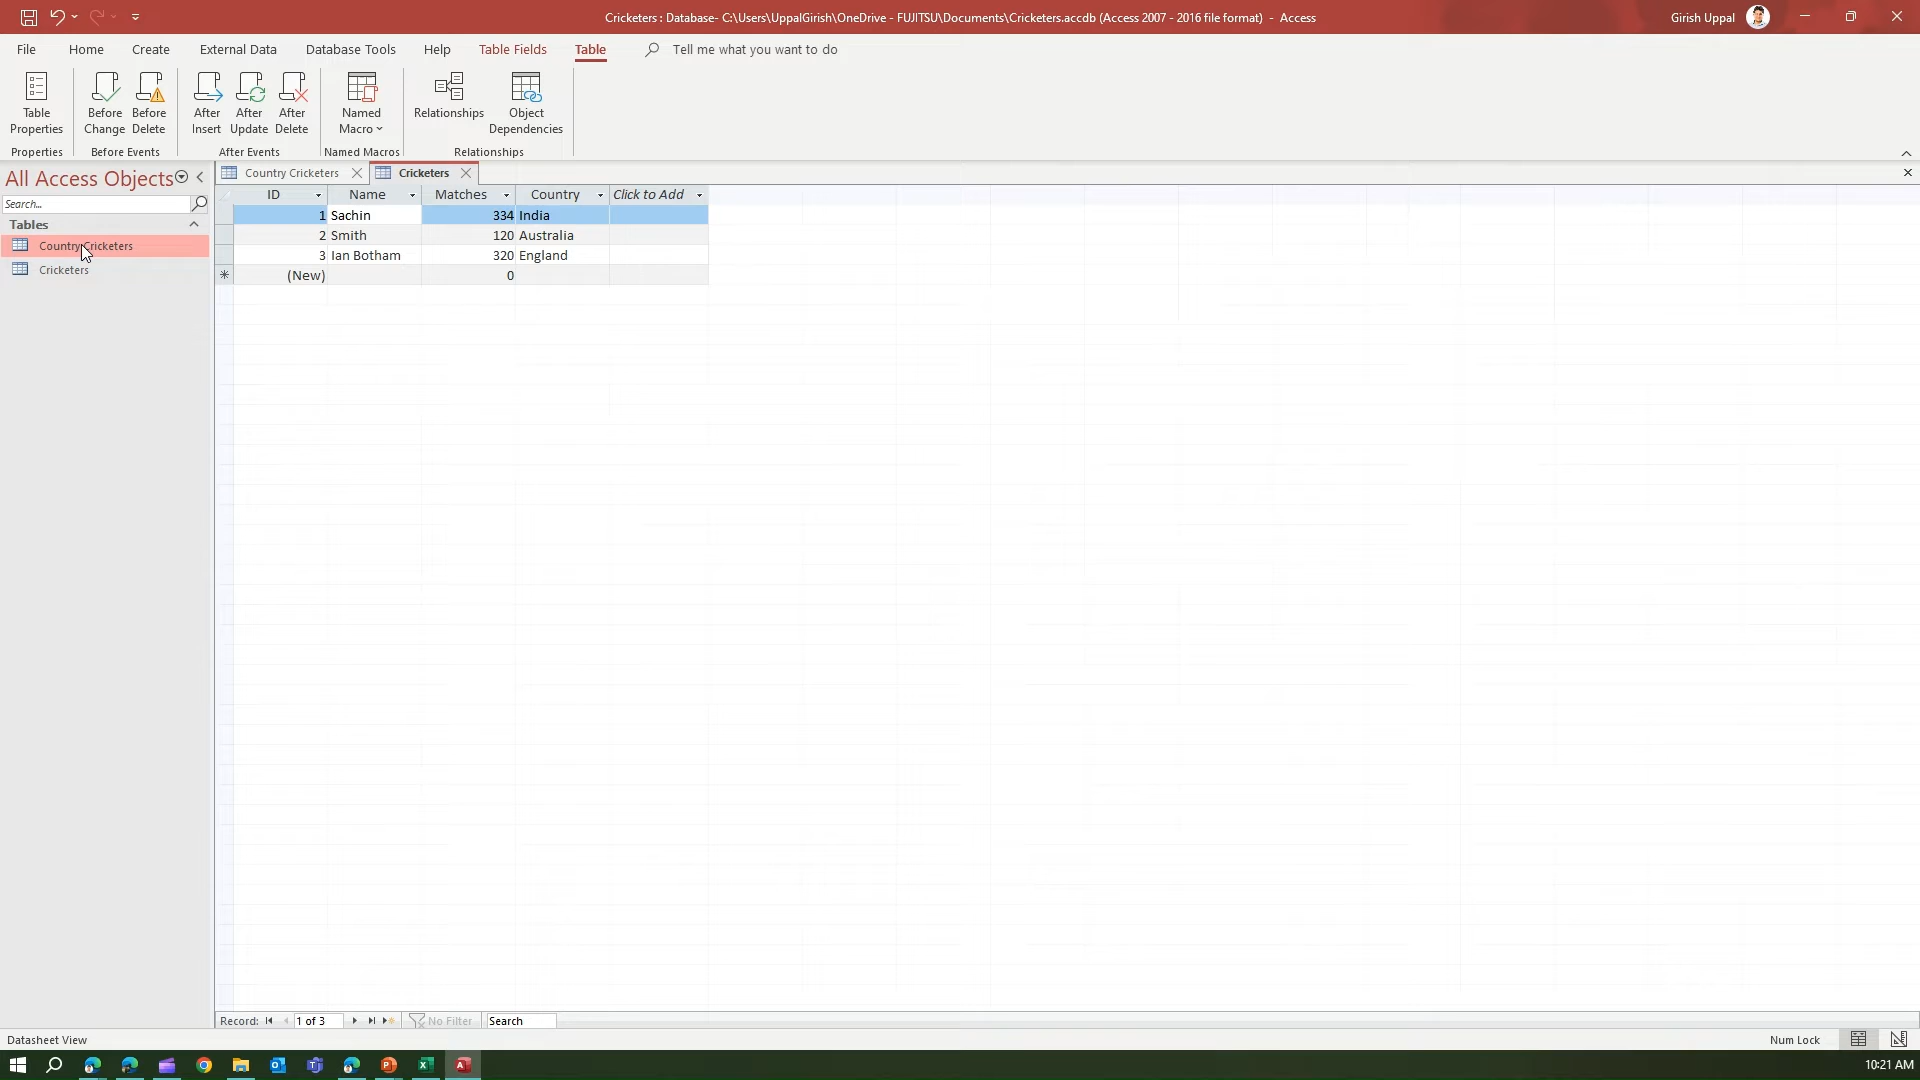 Cricketers : Database- C:\Users\UppalGirish\OneDrive - FUJITSU\Documents\Cricketers.accdb (Access 2007 - 2016 file format) - Access
Girish Uppal
File Home Create External Data Database Tools Help Table Fields Table Tell me what you want to do
Table Properties
Before Change
Before Delete
After Insert
After Update
After Delete
Named Macro
Relationships
Object Dependencies
Properties Before Events After Events Named Macros Relationships
All Access Objects
Search...
Tables
Country Cricketers
Cricketers
Country Cricketers Cricketers
ID Name Matches Country Click to Add
1 Sachin 334 India
2 Smith 120 Australia
3 Ian Botham 320 England
(New) 0
Record: 1 of 3 No Filter Search
Datasheet View
Num Lock
10:21 AM